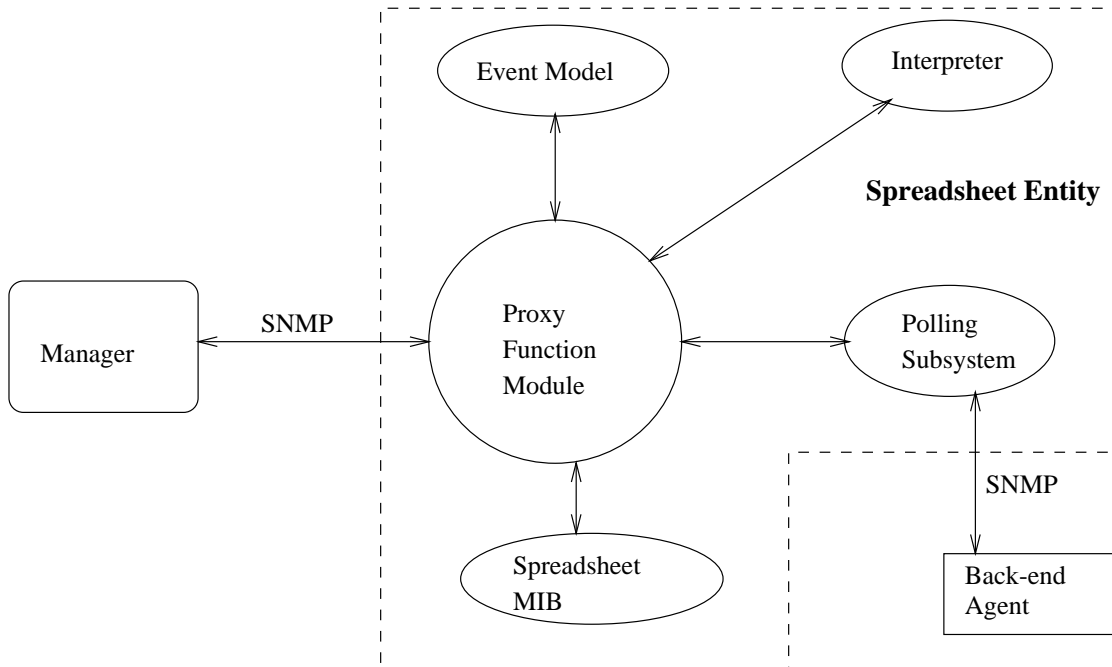 Event Model
Interpreter
Spreadsheet Entity
Manager
SNMP
Proxy
Function
Module
Polling
Subsystem
SNMP
Spreadsheet
MIB
Back-end
Agent